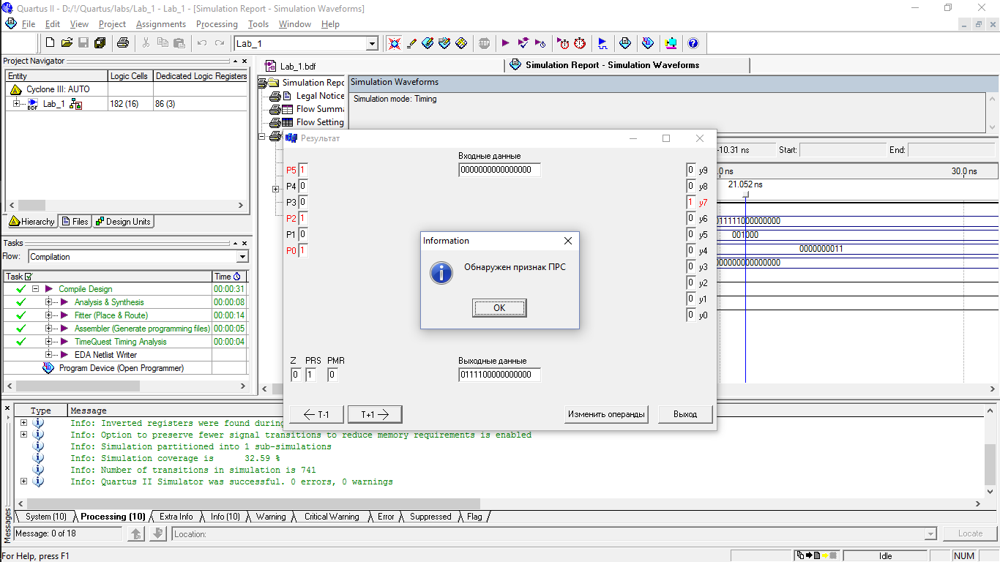 Quartus II - D:/!/Quartus/labs/Lab_1 - Lab_1 - [Simulation Report - Simulation Waveforms]
File Edit View Project Assignments Processing Tools Window Help
Lab_1
Project Navigator
Entity Logic Cells Dedicated Logic Registers
Cyclone III: AUTO
Lab_1 182 (16) 86 (3)
Hierarchy Files Design Units
Tasks
Flow: Compilation
Task Time
Compile Design 00:00:31
Analysis & Synthesis 00:00:08
Fitter (Place & Route) 00:00:14
Assembler (Generate programming files) 00:00:05
TimeQuest Timing Analysis 00:00:04
EDA Netlist Writer
Program Device (Open Programmer)
Lab_1.bdf Simulation Report - Simulation Waveforms
Simulation Repo
Legal Notice
Flow Summa
Flow Setting
Simulation Waveforms
Simulation mode: Timing
-10.31 ns Start: End:
.0 ns 30.0 ns
21.052 ns
111110000000000
001000
0000000011
000000000000000
Результат
Входные данные
0000000000000000
P5 1
P4 0
P3 0
P2 1
P1 0
P0 1
0 y9
0 y8
1 y7
0 y6
0 y5
0 y4
0 y3
0 y2
0 y1
0 y0
Information
Обнаружен признак ПРС
OK
Z PRS PMR
0 1 0
Выходные данные
0111100000000000
T-1 T+1 Изменить операнды Выход
Type Message
Info: Inverted registers were found during
Info: Option to preserve fewer signal transitions to reduce memory requirements is enabled
Info: Simulation partitioned into 1 sub-simulations
Info: Simulation coverage is 32.59 %
Info: Number of transitions in simulation is 741
Info: Quartus II Simulator was successful. 0 errors, 0 warnings
System (10) Processing (10) Extra Info Info (10) Warning Critical Warning Error Suppressed Flag
Messages
Message: 0 of 18 Location: Locate
For Help, press F1 Idle NUM